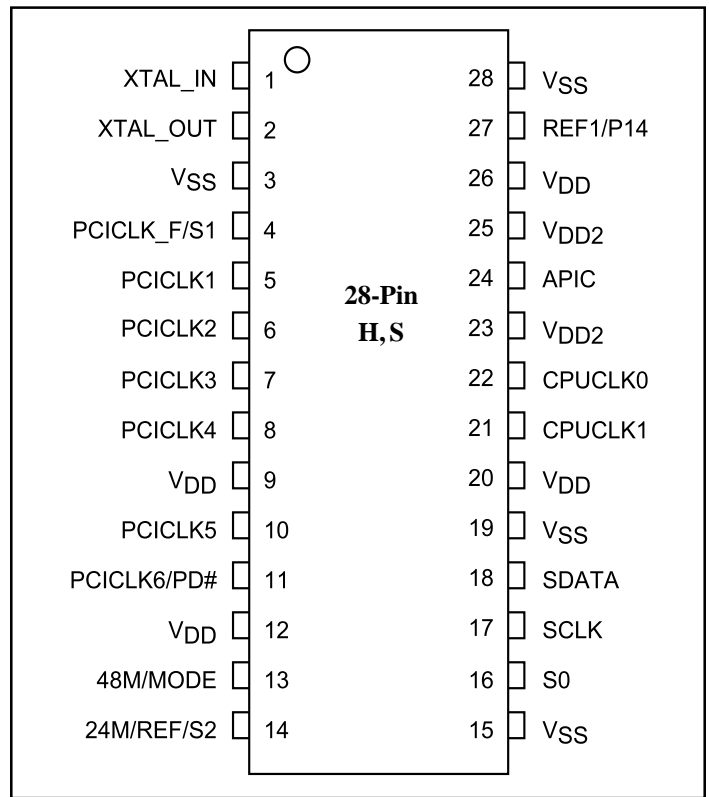 XTAL_IN 1 28 VSS
XTAL_OUT 2 27 REF1/P14
VSS 3 26 VDD
PCICLK_F/S1 4 25 VDD2
PCICLK1 5 24 APIC
28-Pin
PCICLK2 6 23 VDD2
H, S
PCICLK3 7 22 CPUCLK0
PCICLK4 8 21 CPUCLK1
VDD 9 20 VDD
PCICLK5 10 19 VSS
PCICLK6/PD# 11 18 SDATA
VDD 12 17 SCLK
48M/MODE 13 16 S0
24M/REF/S2 14 15 VSS